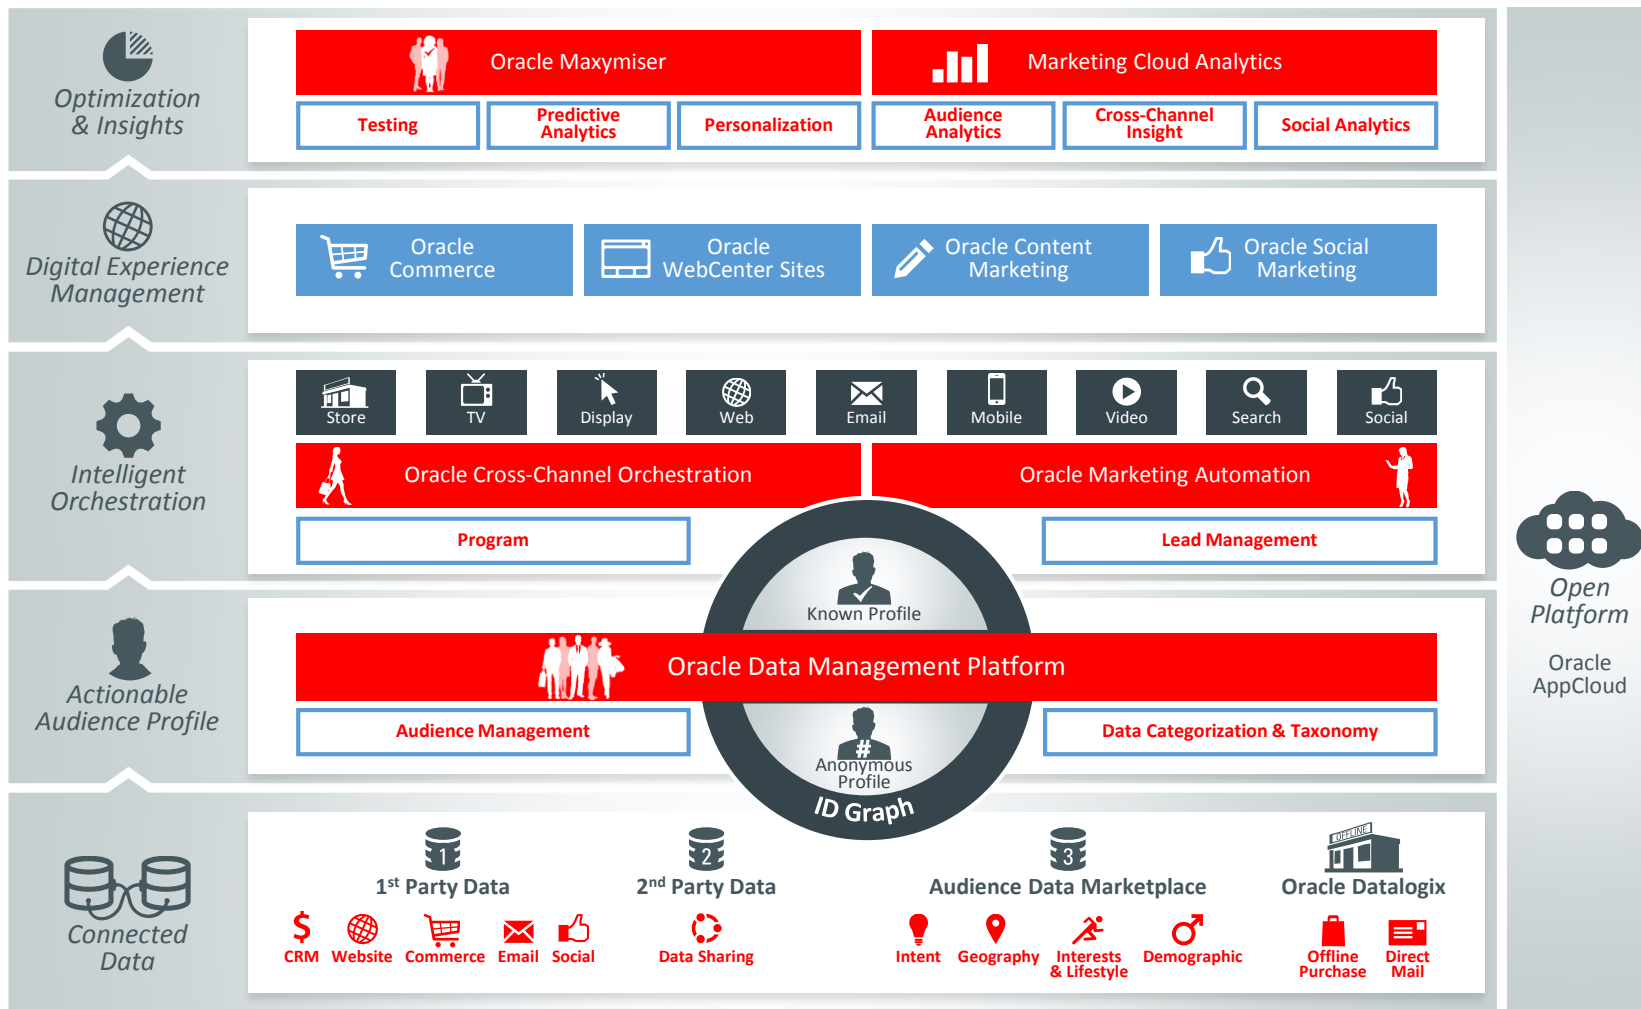 Optimization
& Insights
Oracle Maxymiser
Marketing Cloud Analytics
Testing
Predictive
Analytics
Personalization
Audience
Analytics
Cross-Channel
Insight
Social Analytics
Digital Experience
Management
Oracle
Commerce
Oracle
WebCenter Sites
Oracle Content
Marketing
Oracle Social
Marketing
Intelligent
Orchestration
Store
TV
Display
Web
Email
Mobile
Video
Search
Social
Oracle Cross-Channel Orchestration
Oracle Marketing Automation
Program
Lead Management
Known Profile
Actionable
Audience Profile
Oracle Data Management Platform
Audience Management
Data Categorization & Taxonomy
#
Anonymous
Profile
ID Graph
Connected
Data
1
1st Party Data
2
2nd Party Data
3
Audience Data Marketplace
OFFLINE
Oracle Datalogix
$
CRM
Website
Commerce
Email
Social
Data Sharing
Intent
Geography
Interests
& Lifestyle
Demographic
Offline
Purchase
Direct
Mail
Open
Platform
Oracle
AppCloud